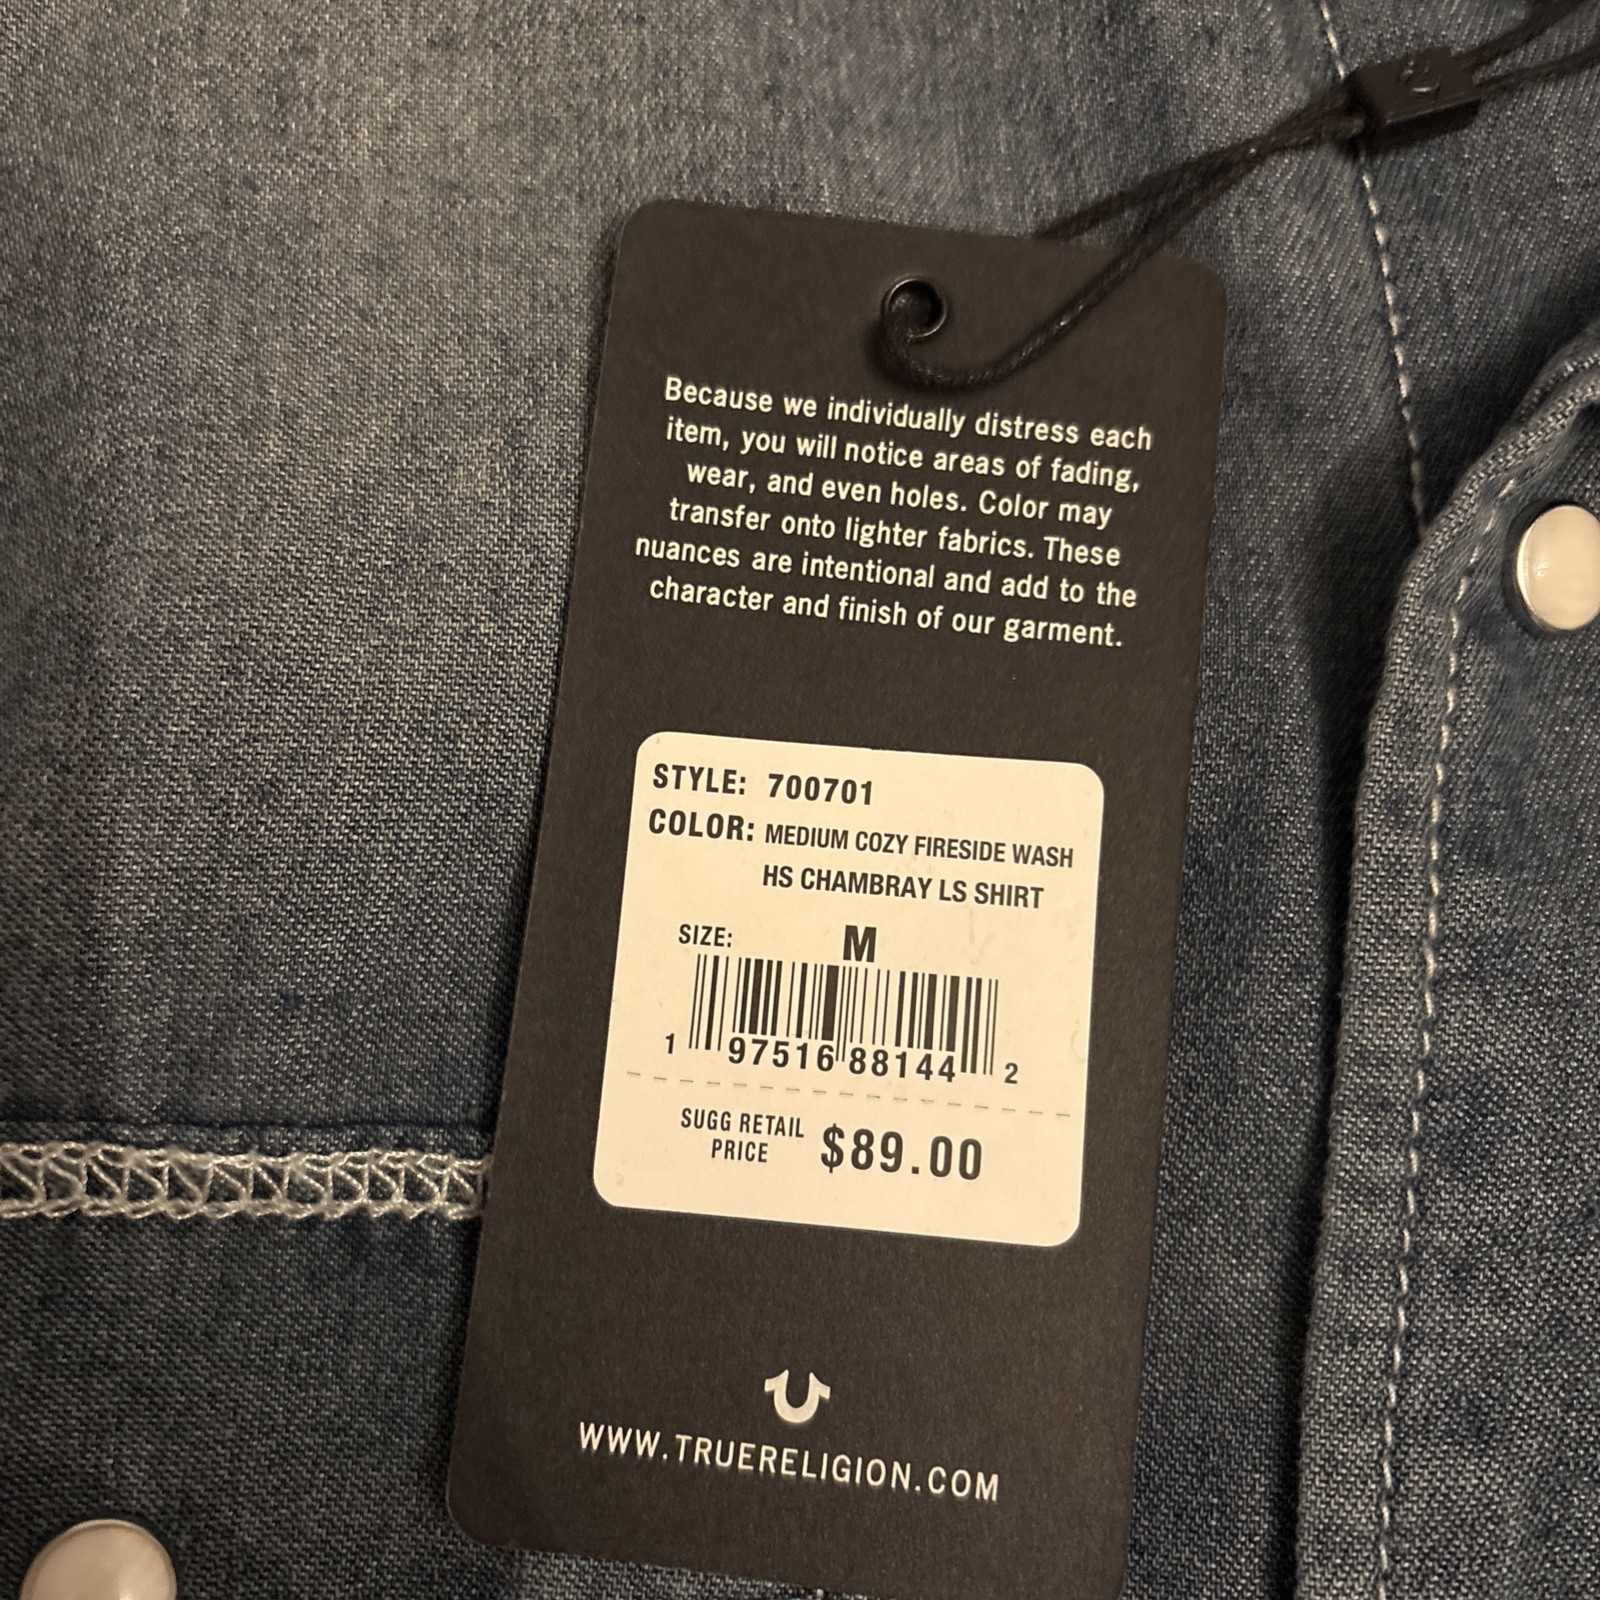 Because we individually distress each
item, you will notice areas of fading,
wear, and even holes. Color may
transfer onto lighter fabrics. These
nuances are intentional and add to the
character and finish of our garment.
STYLE: 700701
COLOR: MEDIUM COZY FIRESIDE WASH
HS CHAMBRAY LS SHIRT
SIZE: M
1 97516 88144 2
SUGG RETAIL
PRICE $89.00
WWW.TRUERELIGION.COM